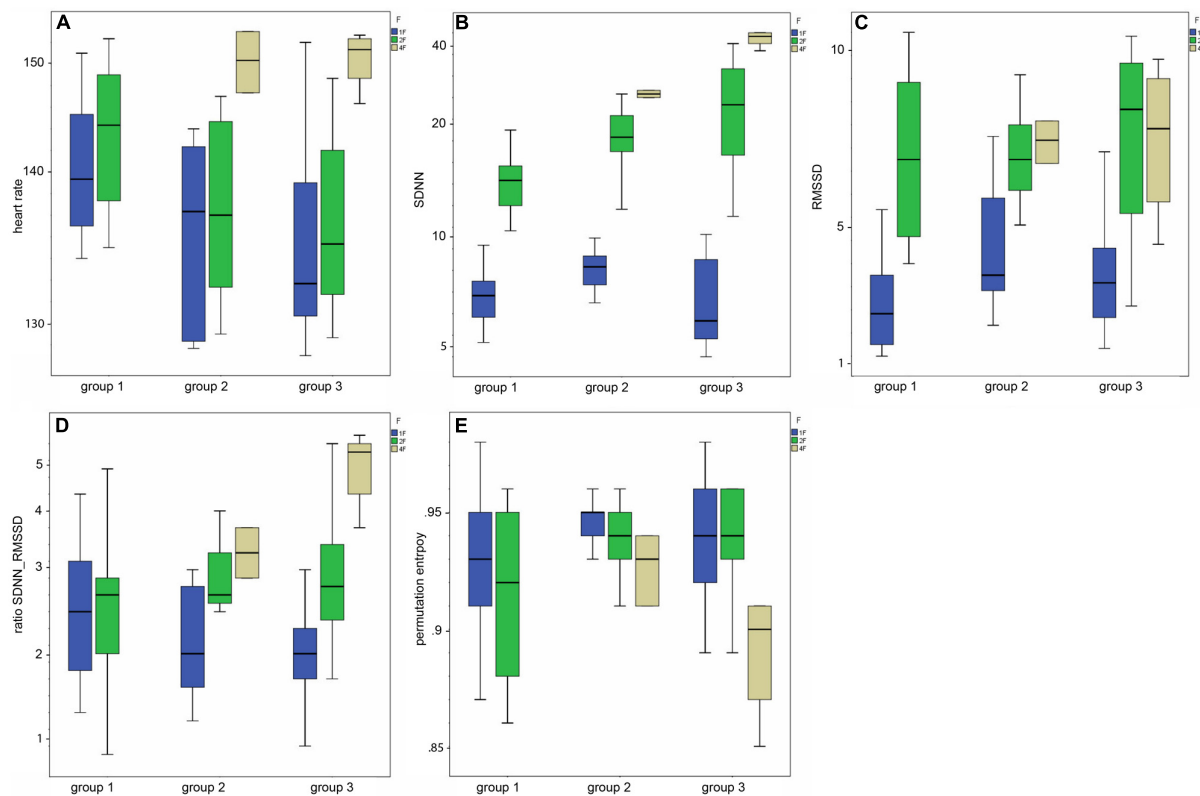 A
F
1F
2F
4F
150
140
130
heart rate
group 1
group 2
group 3
B
F
1F
2F
4F
40
20
10
5
SDNN
group 1
group 2
group 3
C
F
1F
2F
4F
10
5
1
RMSSD
group 1
group 2
group 3
D
F
1F
2F
4F
5
4
3
2
1
ratio SDNN_RMSSD
group 1
group 2
group 3
E
F
1F
2F
4F
.95
.9
.85
permutation entrpoy
group 1
group 2
group 3